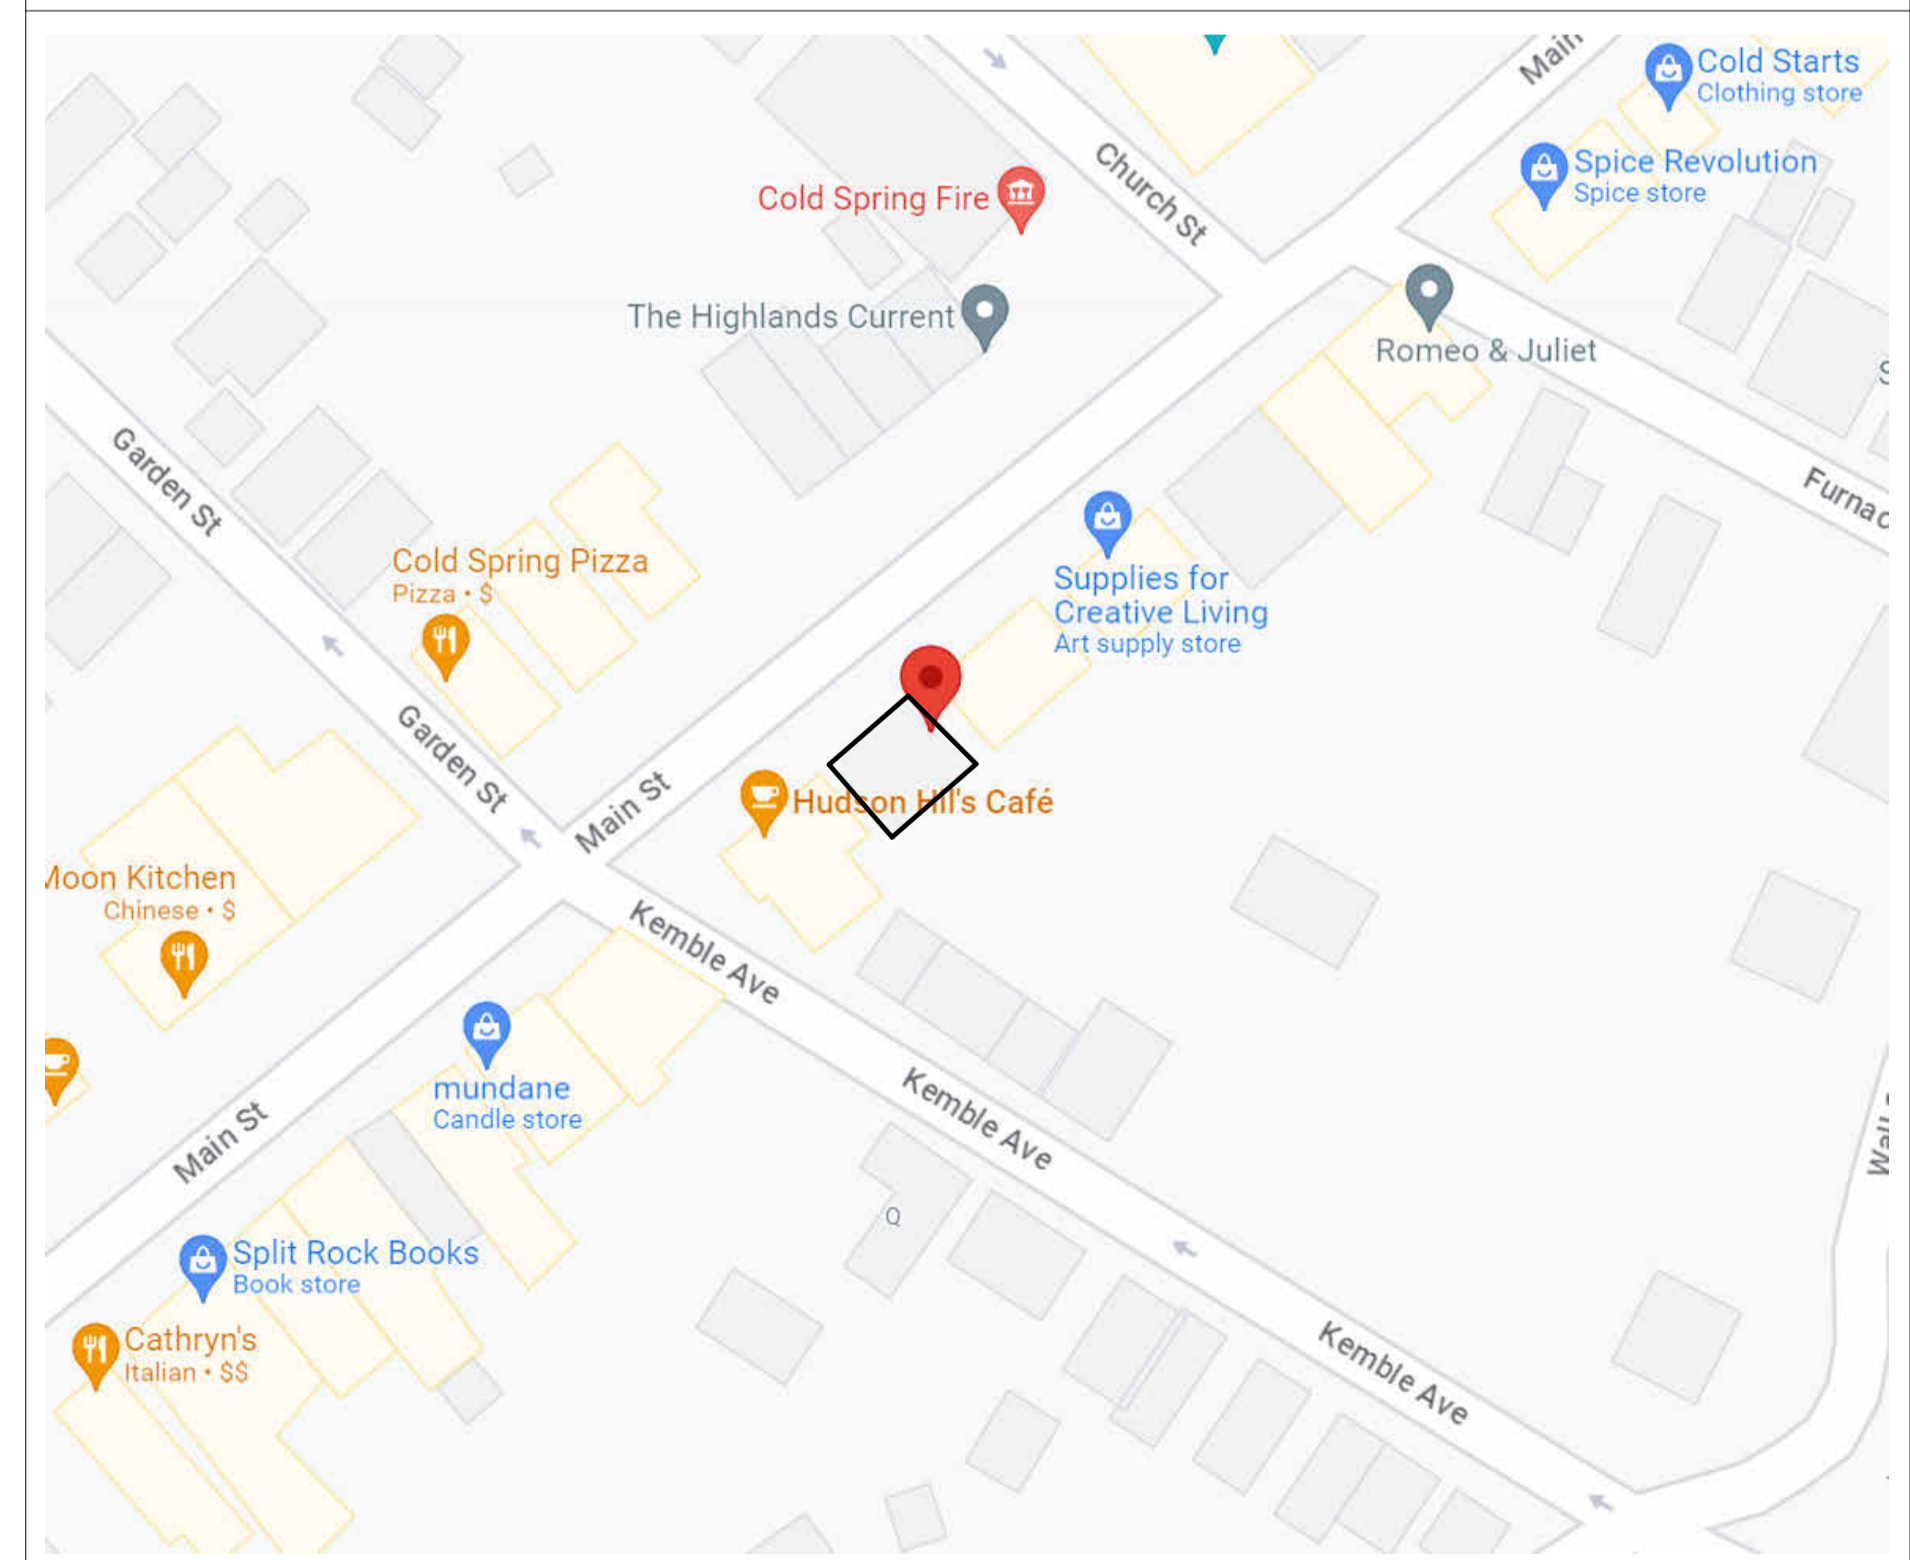 Main
Cold Starts
Clothing store
Church St
Spice Revolution
Spice store
Cold Spring Fire
The Highlands Current
Romeo & Juliet
Garden St
Furnac
Cold Spring Pizza
Pizza • $
Supplies for
Creative Living
Art supply store
Garden St
Main St
Hudson Hil's Café
Moon Kitchen
Chinese • $
Kemble Ave
mundane
Candle store
Main St
Kemble Ave
Q
Split Rock Books
Book store
Cathryn's
Italian • $$
Kemble Ave